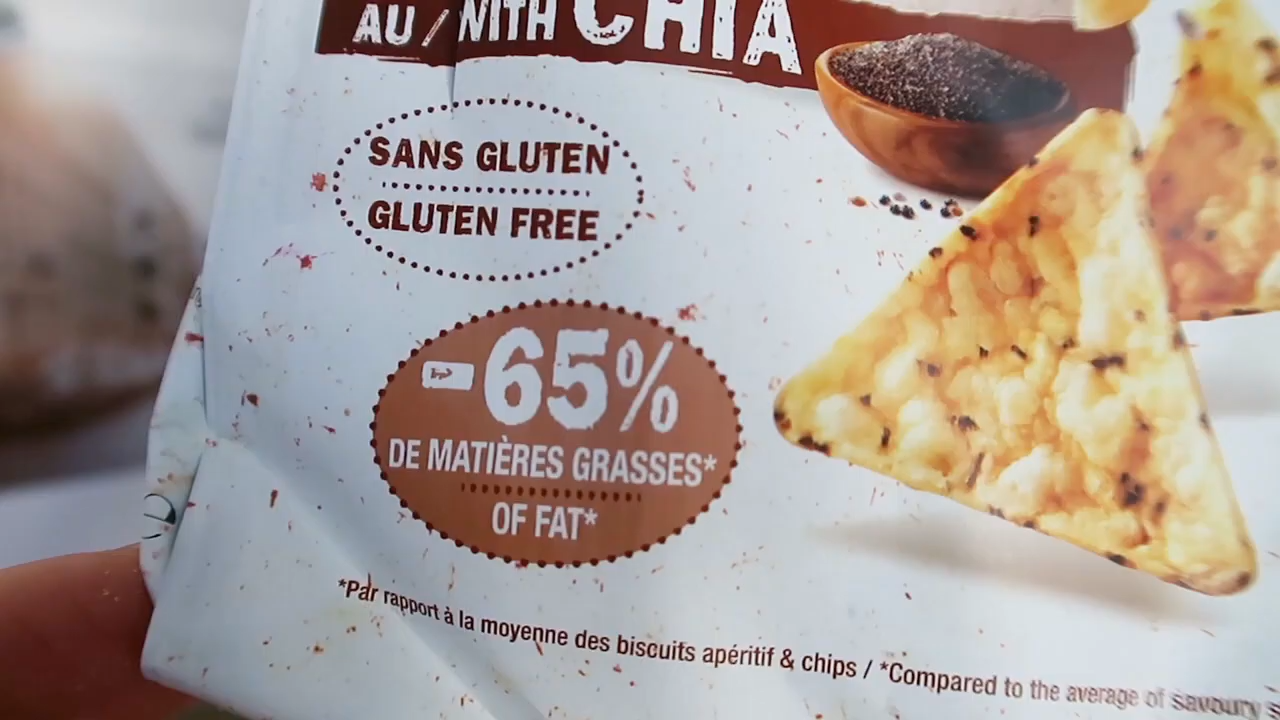 AU / WITH CHIA
SANS GLUTEN
GLUTEN FREE
-65%
DE MATIÈRES GRASSES*
OF FAT*
*Par rapport à la moyenne des biscuits apéritif & chips / *Compared to the average of savoury